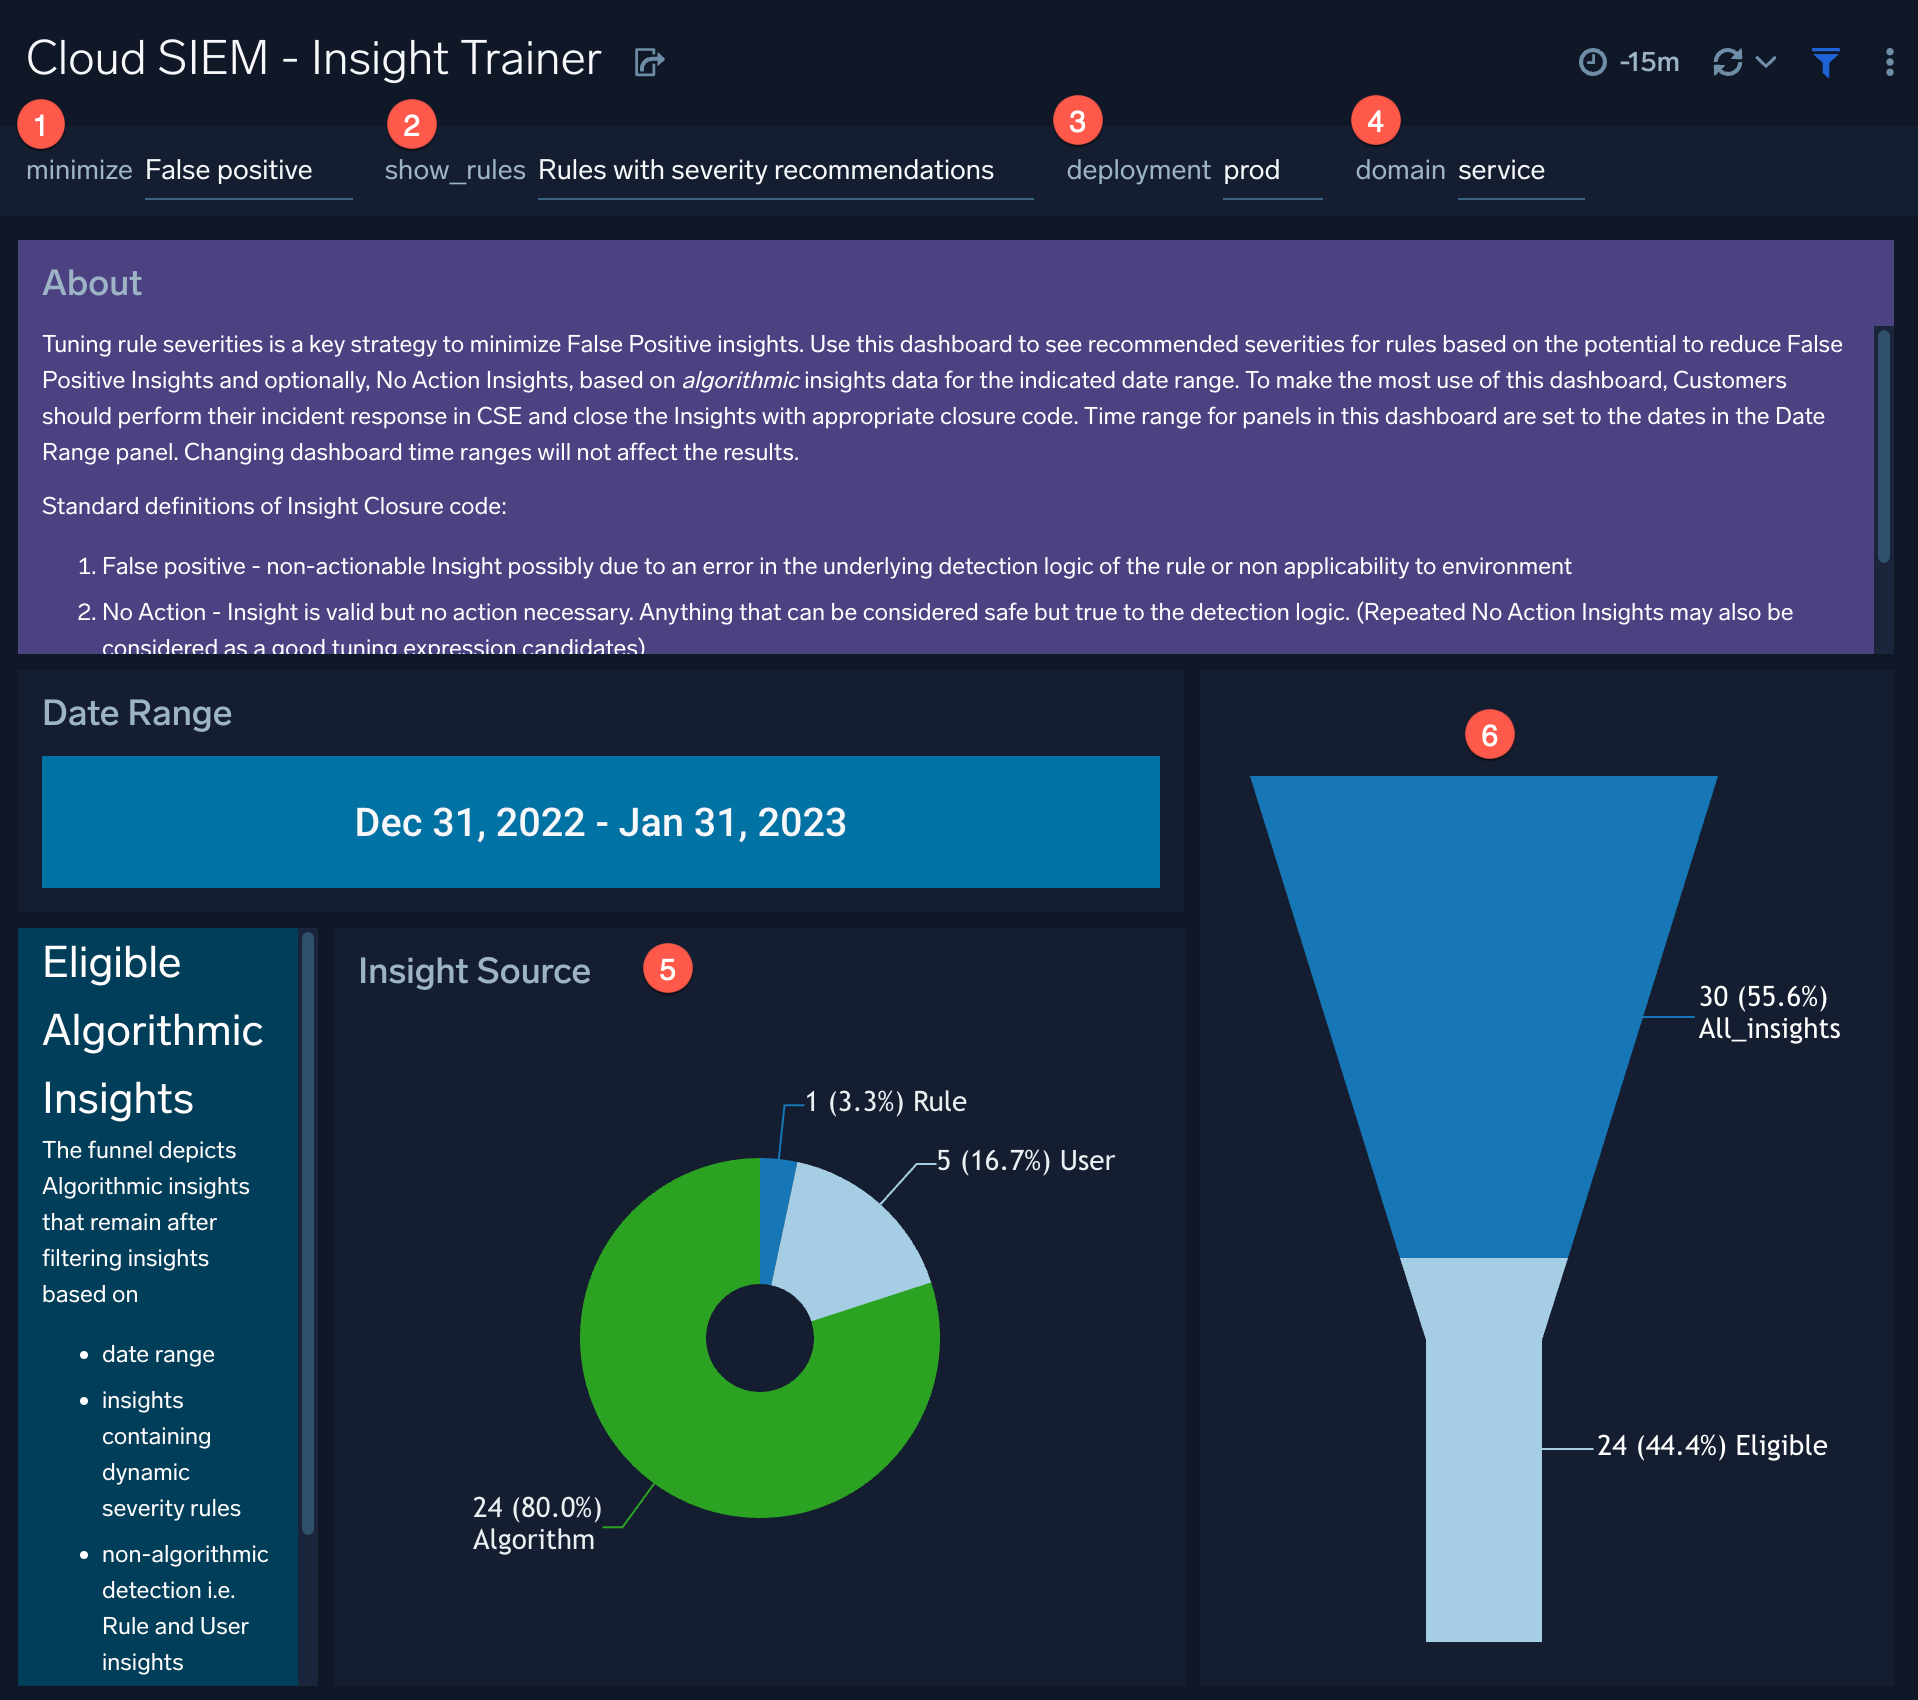 Cloud SIEM - Insight Trainer
-15m
1
2
3
4
minimize False positive
show_rules Rules with severity recommendations
deployment prod
domain service
About
Tuning rule severities is a key strategy to minimize False Positive insights. Use this dashboard to see recommended severities for rules based on the potential to reduce False
Positive Insights and optionally, No Action Insights, based on algorithmic insights data for the indicated date range. To make the most use of this dashboard, Customers
should perform their incident response in CSE and close the Insights with appropriate closure code. Time range for panels in this dashboard are set to the dates in the Date
Range panel. Changing dashboard time ranges will not affect the results.
Standard definitions of Insight Closure code:
1. False positive - non-actionable Insight possibly due to an error in the underlying detection logic of the rule or non applicability to environment
2. No Action - Insight is valid but no action necessary. Anything that can be considered safe but true to the detection logic. (Repeated No Action Insights may also be
considered as a good tuning expression candidates)
Date Range
Dec 31, 2022 - Jan 31, 2023
Eligible
Algorithmic
Insights
The funnel depicts
Algorithmic insights
that remain after
filtering insights
based on
• date range
• insights
containing
dynamic
severity rules
• non-algorithmic
detection i.e.
Rule and User
insights
Insight Source
5
1 (3.3%) Rule
5 (16.7%) User
24 (80.0%)
Algorithm
6
30 (55.6%)
All_insights
24 (44.4%) Eligible